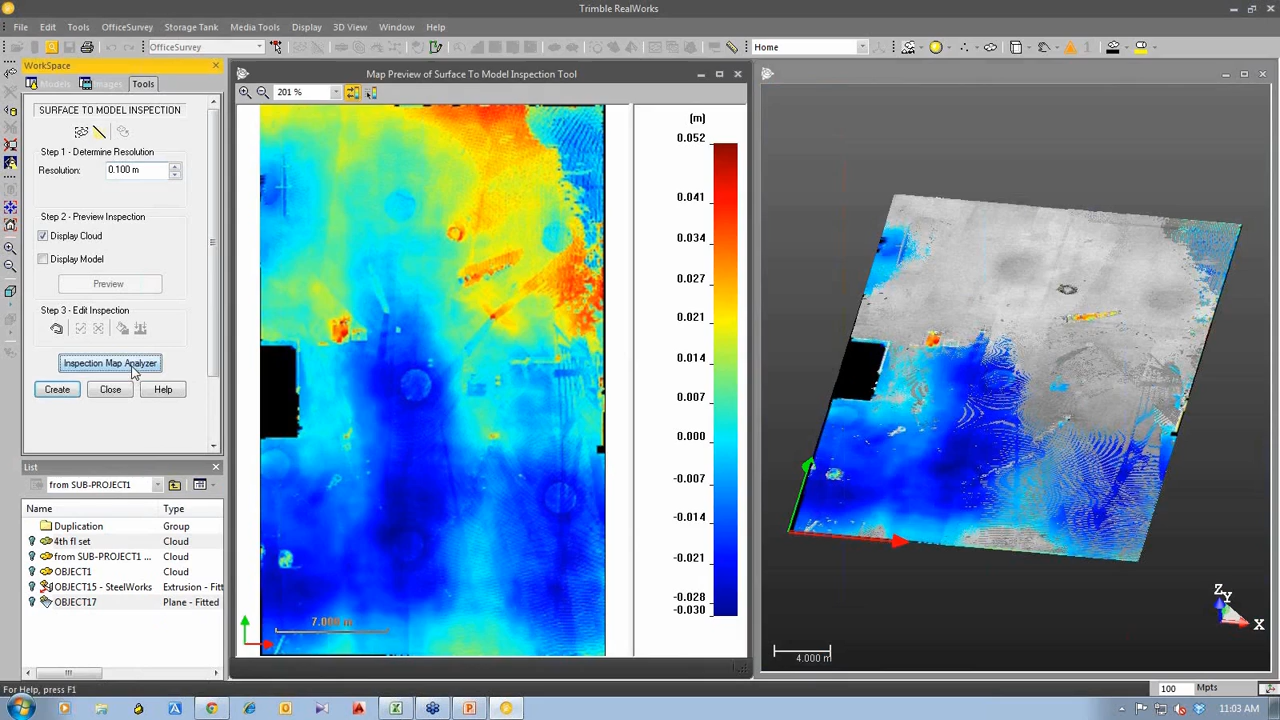 Trimble RealWorks
File Edit Tools OfficeSurvey Storage Tank Media Tools Display 3D View Window Help
OfficeSurvey Home
WorkSpace
Models Images Tools
SURFACE TO MODEL INSPECTION
Step 1 - Determine Resolution
Resolution: 0.100 m
Step 2 - Preview Inspection
Display Cloud
Display Model
Preview
Step 3 - Edit Inspection
Inspection Map Analyzer
Create Close Help
List
from SUB-PROJECT1
Name Type
Duplication Group
4th fl set Cloud
from SUB-PROJECT1 ... Cloud
OBJECT1 Cloud
OBJECT15 - SteelWorks Extrusion - Fitted
OBJECT17 Plane - Fitted
Map Preview of Surface To Model Inspection Tool
201 %
(m)
0.052
0.041
0.034
0.027
0.021
0.014
0.007
0.000
-0.007
-0.014
-0.021
-0.028
-0.030
7.000 m
4.000 m
Z
Y
X
For Help, press F1
100 Mpts
11:03 AM